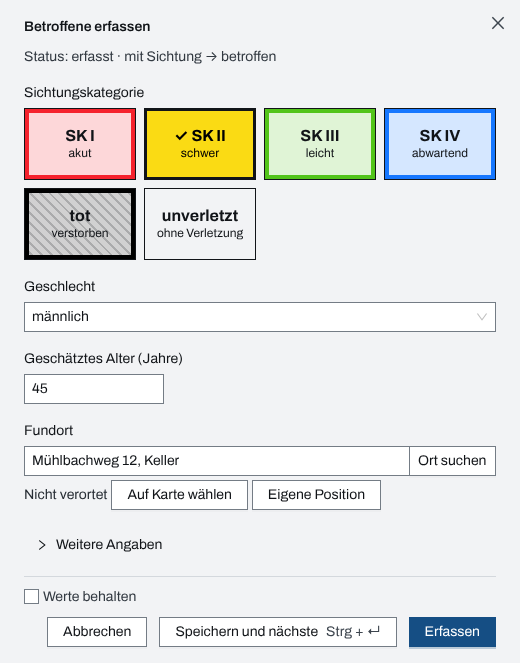 Betroffene erfassen
Status: erfasst · mit Sichtung → betroffen
Sichtungskategorie
SK I
akut
✓ SK II
schwer
SK III
leicht
SK IV
abwartend
tot
verstorben
unverletzt
ohne Verletzung
Geschlecht
männlich
Geschätztes Alter (Jahre)
45
Fundort
Mühlbachweg 12, Keller
Ort suchen
Nicht verortet
Auf Karte wählen
Eigene Position
Weitere Angaben
Werte behalten
Abbrechen
Speichern und nächste Strg + ↵
Erfassen